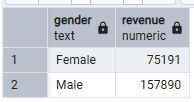 gender revenue
text numeric
1 Female 75191
2 Male 157890